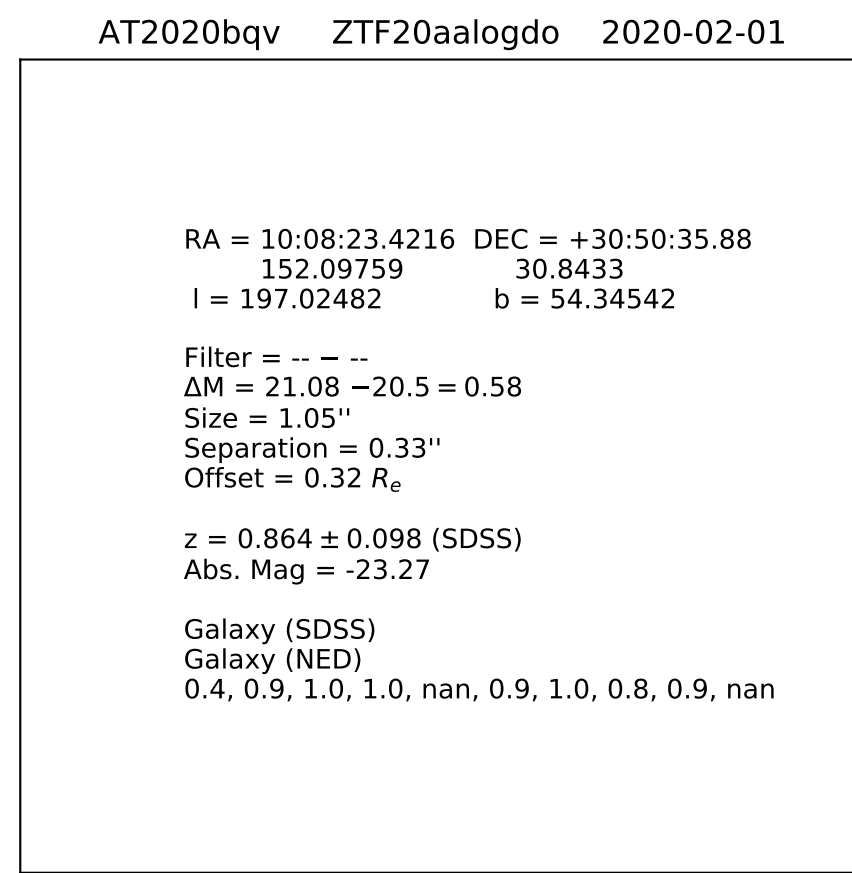 AT2020bqv ZTF20aalogdo 2020-02-01
RA = 10:08:23.4216 DEC = +30:50:35.88
152.09759 30.8433
l = 197.02482 b = 54.34542
Filter = -- − --
ΔM = 21.08 −20.5 = 0.58
Size = 1.05''
Separation = 0.33''
Offset = 0.32 Re
z = 0.864 ± 0.098 (SDSS)
Abs. Mag = -23.27
Galaxy (SDSS)
Galaxy (NED)
0.4, 0.9, 1.0, 1.0, nan, 0.9, 1.0, 0.8, 0.9, nan